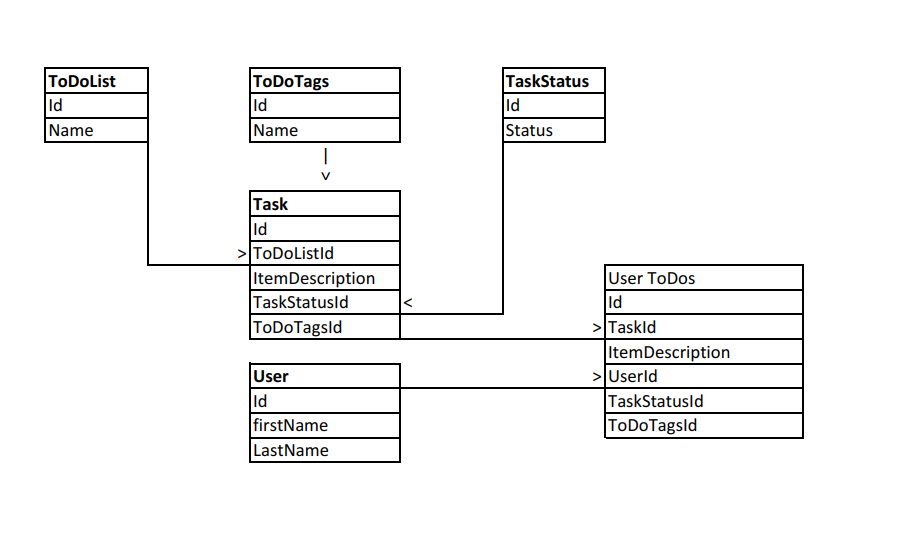 ToDoList
Id
Name
ToDoTags
Id
Name
TaskStatus
Id
Status
|
v
Task
Id
> ToDoListId
ItemDescription
TaskStatusId <
ToDoTagsId
User ToDos
Id
> TaskId
ItemDescription
> UserId
TaskStatusId
ToDoTagsId
User
Id
firstName
LastName